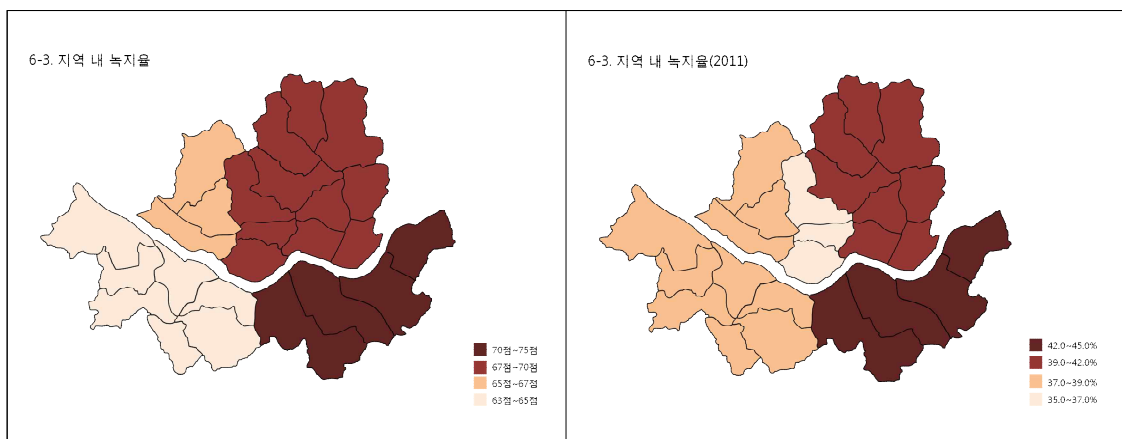 6-3. 지역 내 녹지율
70점~75점
67점~70점
65점~67점
63점~65점
6-3. 지역 내 녹지율(2011)
42.0~45.0%
39.0~42.0%
37.0~39.0%
35.0~37.0%